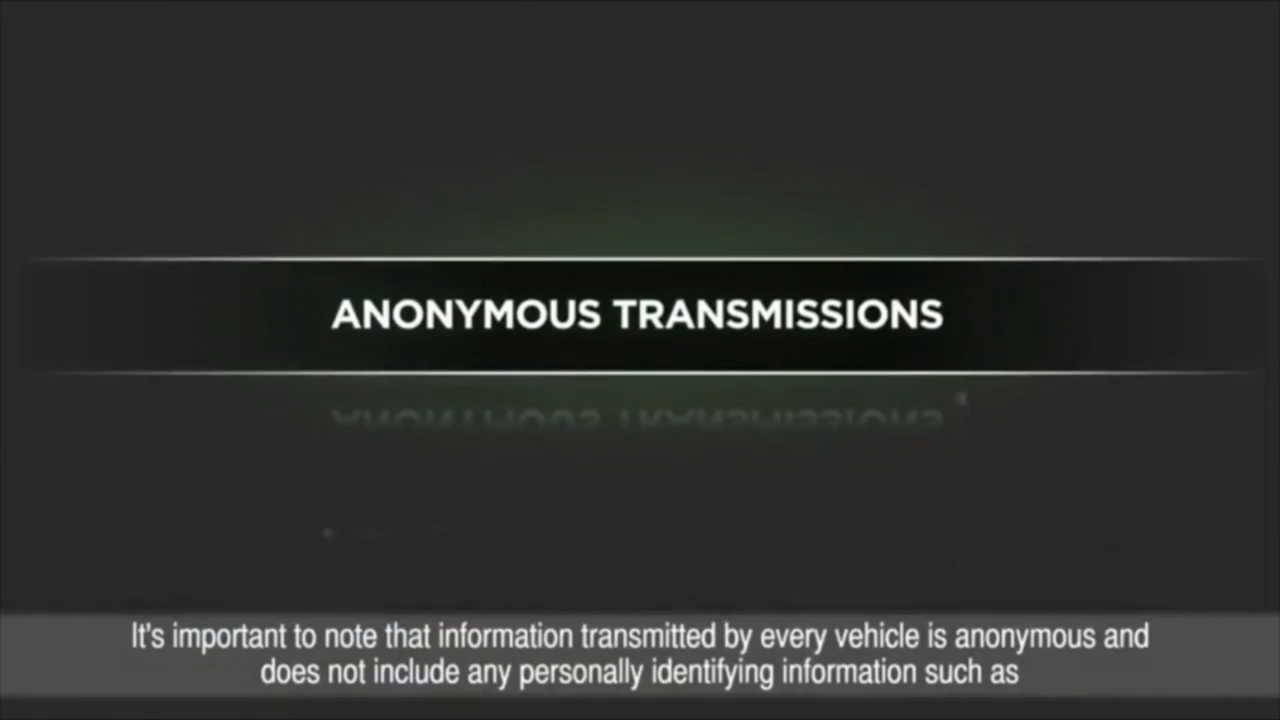 ANONYMOUS TRANSMISSIONS
It's important to note that information transmitted by every vehicle is anonymous and
does not include any personally identifying information such as